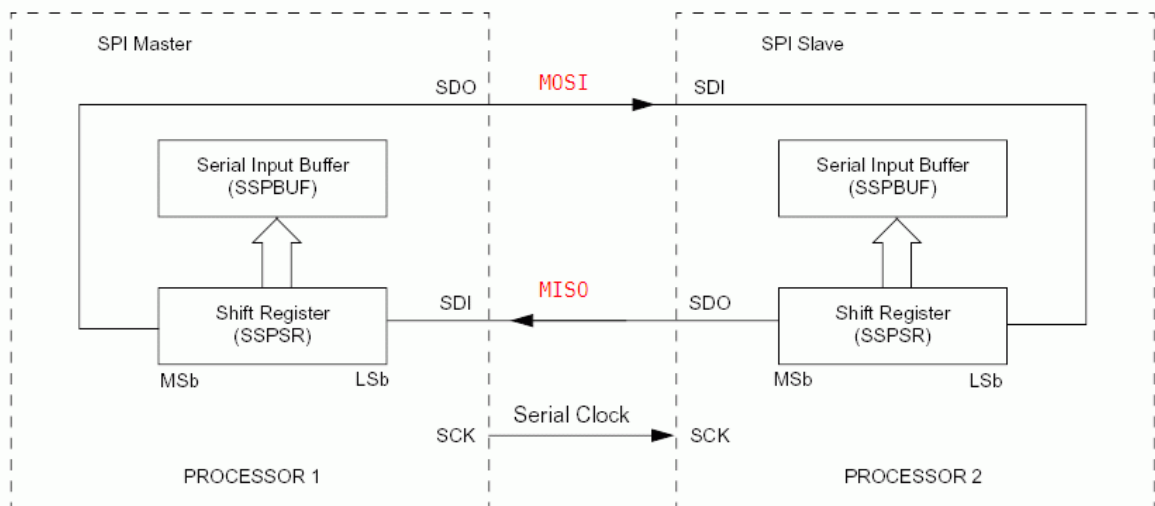 SPI Master
SPI Slave
SDO
MOSI
SDI
Serial Input Buffer
(SSPBUF)
Serial Input Buffer
(SSPBUF)
SDI
MISO
SDO
Shift Register
(SSPSR)
Shift Register
(SSPSR)
MSb
LSb
MSb
LSb
SCK
Serial Clock
SCK
PROCESSOR 1
PROCESSOR 2